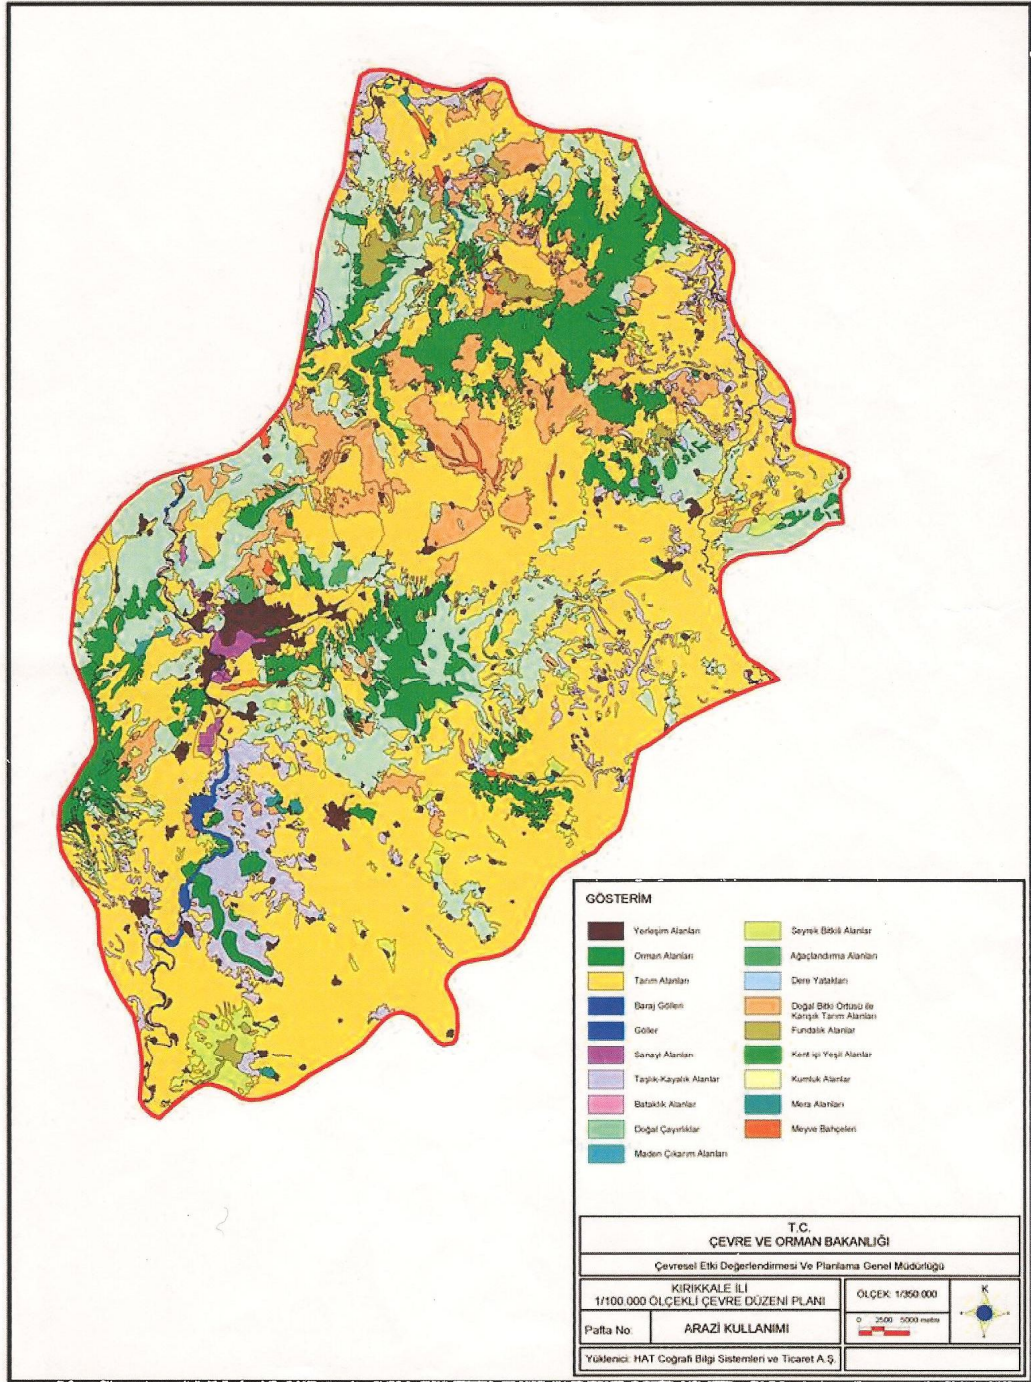 GÖSTERİM
Yerleşim Alanları
Orman Alanları
Tarım Alanları
Baraj Gölleri
Göller
Sanayi Alanları
Taşlık-Kayalık Alanlar
Bataklık Alanlar
Doğal Çayırlıklar
Maden Çıkarım Alanları
Seyrek Bitkili Alanlar
Ağaçlandırma Alanları
Dere Yatakları
Doğal Bitki Örtüsü ile
Karışık Tarım Alanları
Fundalık Alanlar
Kent içi Yeşil Alanlar
Kumluk Alanlar
Mera Alanları
Meyve Bahçeleri
T.C.
ÇEVRE VE ORMAN BAKANLIĞI
Çevresel Etki Değerlendirmesi Ve Planlama Genel Müdürlüğü
KIRIKKALE İLİ
1/100.000 ÖLÇEKLİ ÇEVRE DÜZENİ PLANI
ÖLÇEK: 1/350.000
K
Pafta No:
ARAZİ KULLANIMI
0 2500 5000 metre
Yüklenici: HAT Coğrafi Bilgi Sistemleri ve Ticaret A.Ş.